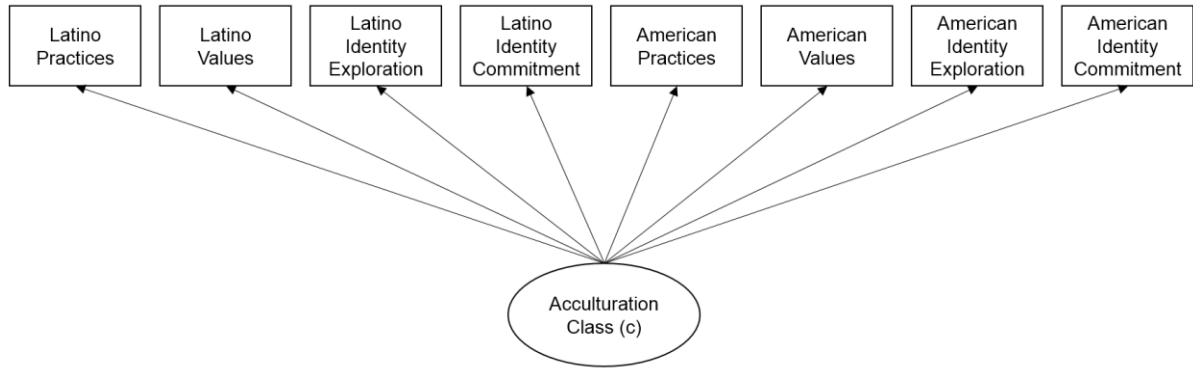 Latino
Practices
Latino
Values
Latino
Identity
Exploration
Latino
Identity
Commitment
American
Practices
American
Values
American
Identity
Exploration
American
Identity
Commitment
Acculturation
Class (c)